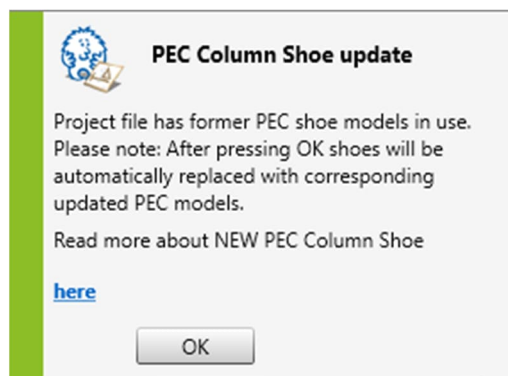 PEC Column Shoe update
Project file has former PEC shoe models in use.
Please note: After pressing OK shoes will be
automatically replaced with corresponding
updated PEC models.
Read more about NEW PEC Column Shoe
here
OK